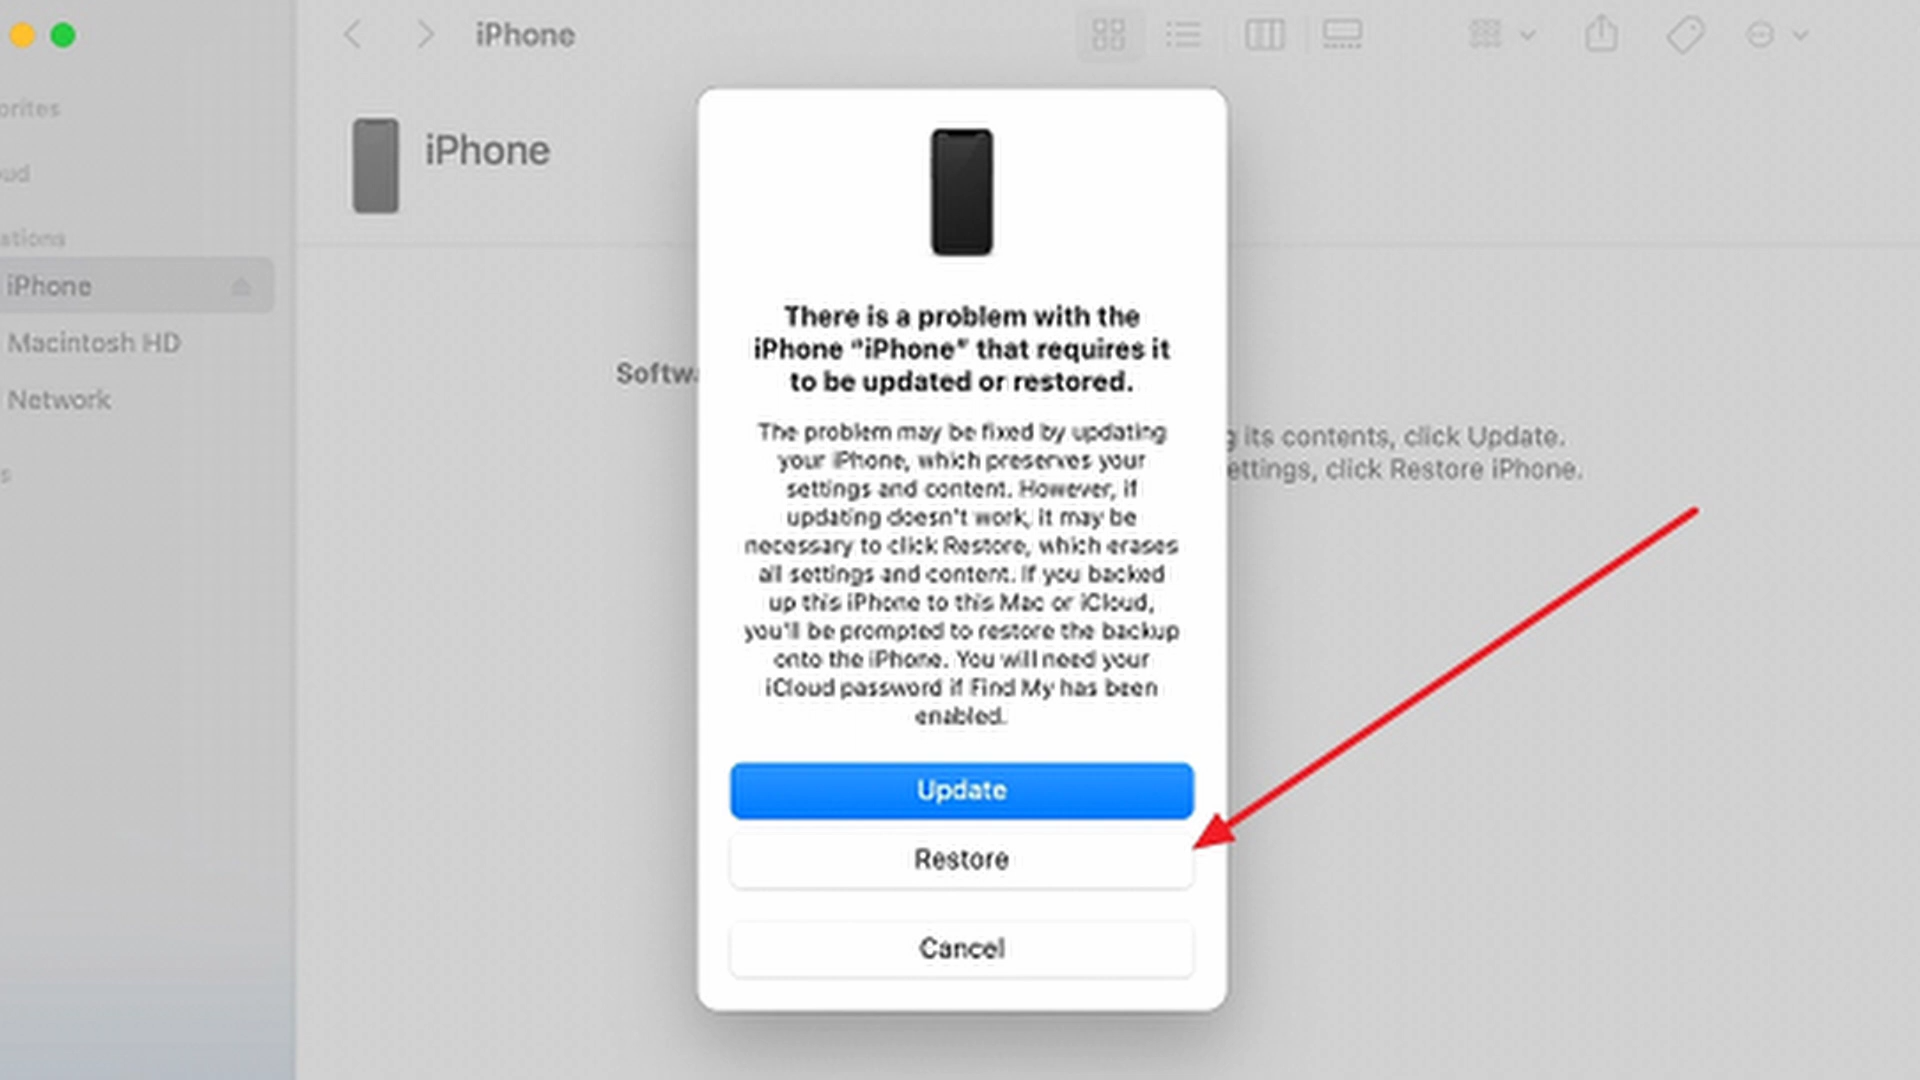 iPhone
orites
iPhone
ud
ations
iPhone
Macintosh HD
Network
s
Softw
g its contents, click Update.
ettings, click Restore iPhone.
There is a problem with the
iPhone "iPhone" that requires it
to be updated or restored.
The problem may be fixed by updating
your iPhone, which preserves your
settings and content. However, if
updating doesn't work, it may be
necessary to click Restore, which erases
all settings and content. If you backed
up this iPhone to this Mac or iCloud,
you'll be prompted to restore the backup
onto the iPhone. You will need your
iCloud password if Find My has been
enabled.
Update
Restore
Cancel